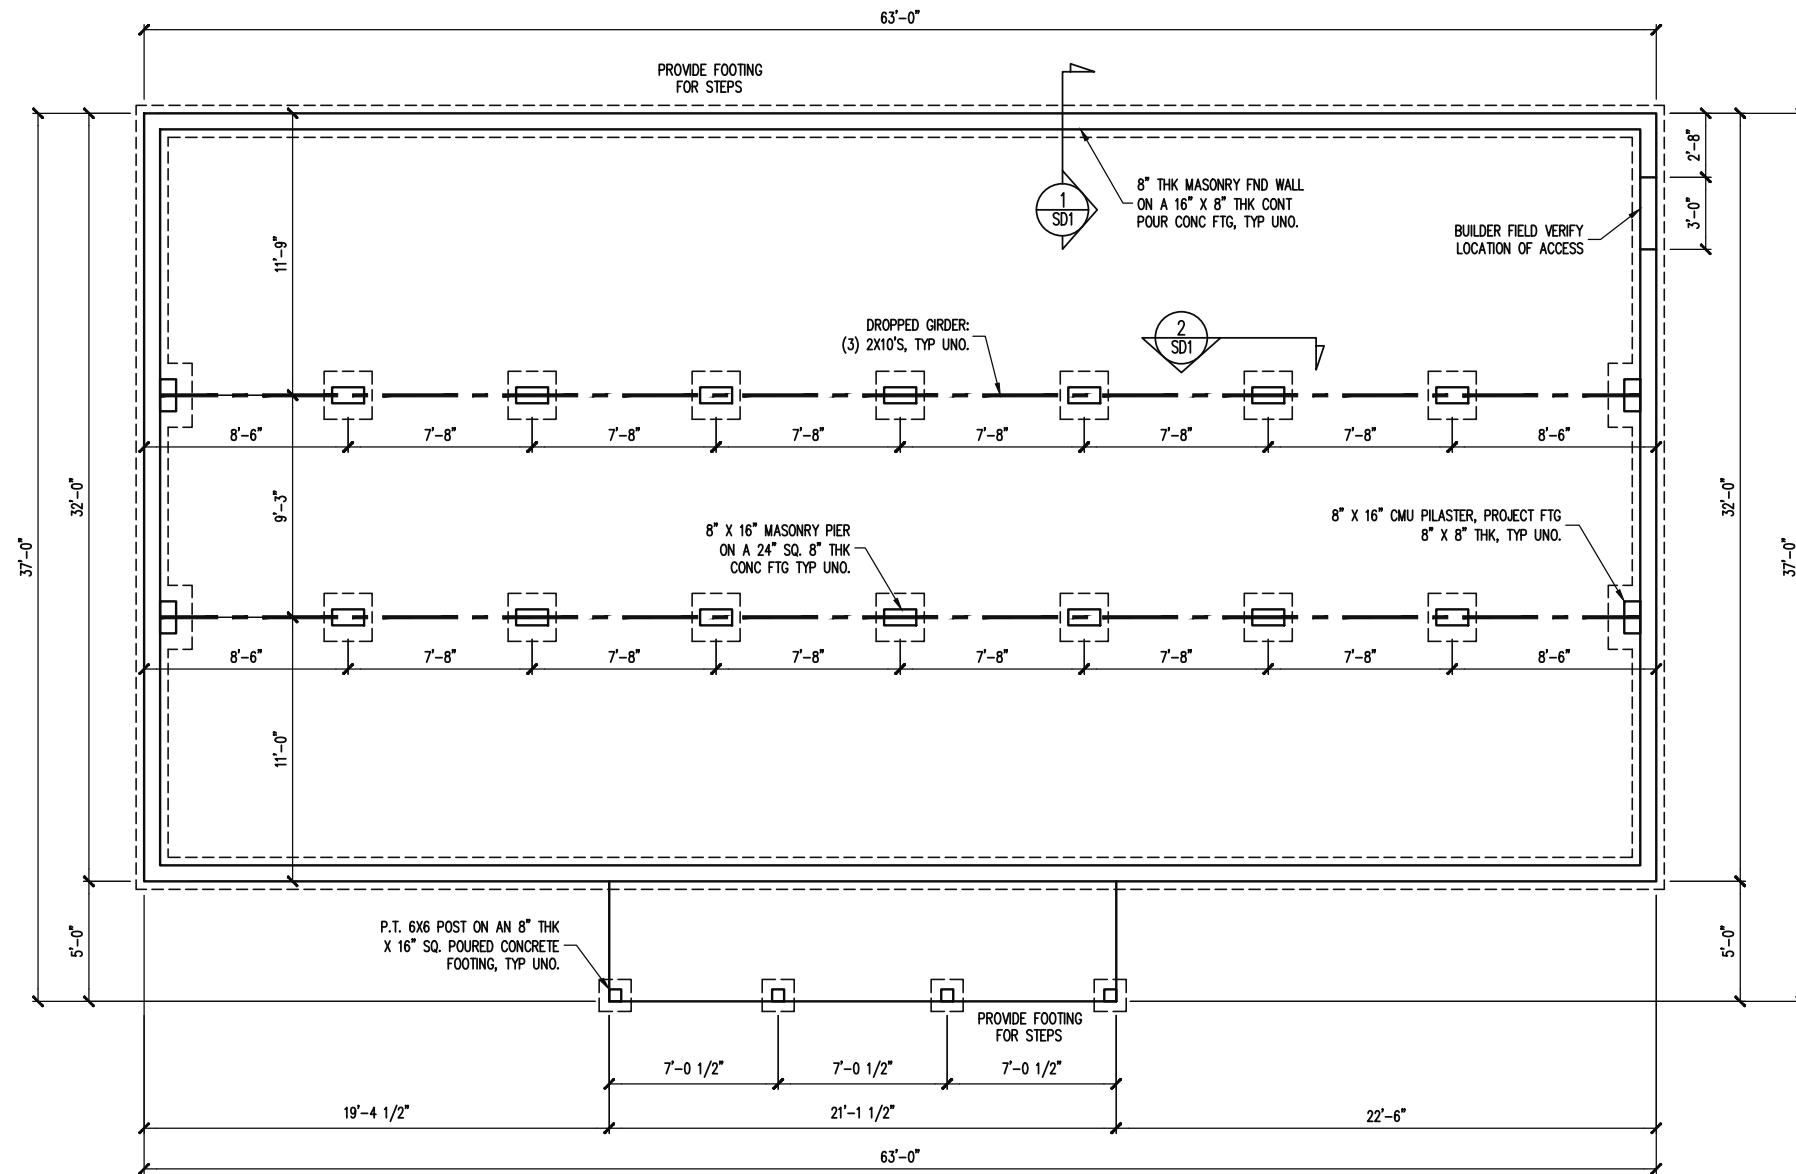 63'-0"
PROVIDE FOOTING
FOR STEPS
37'-0"
32'-0"
11'-9"
1
SD1
8" THK MASONRY FND WALL
ON A 16" X 8" THK CONT
POUR CONC FTG, TYP UNO.
BUILDER FIELD VERIFY
LOCATION OF ACCESS
2'-8"
3'-0"
DROPPED GIRDER:
(3) 2X10'S, TYP UNO.
2
SD1
8'-6" 7'-8" 7'-8" 7'-8" 7'-8" 7'-8" 7'-8" 8'-6"
9'-3"
8" X 16" MASONRY PIER
ON A 24" SQ. 8" THK
CONC FTG TYP UNO.
8" X 16" CMU PILASTER, PROJECT FTG
8" X 8" THK, TYP UNO.
32'-0"
37'-0"
8'-6" 7'-8" 7'-8" 7'-8" 7'-8" 7'-8" 7'-8" 8'-6"
11'-0"
5'-0"
P.T. 6X6 POST ON AN 8" THK
X 16" SQ. POURED CONCRETE
FOOTING, TYP UNO.
5'-0"
PROVIDE FOOTING
FOR STEPS
7'-0 1/2" 7'-0 1/2" 7'-0 1/2"
19'-4 1/2" 21'-1 1/2" 22'-6"
63'-0"